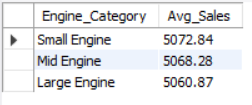 Engine_Category Avg_Sales
Small Engine 5072.84
Mid Engine 5068.28
Large Engine 5060.87